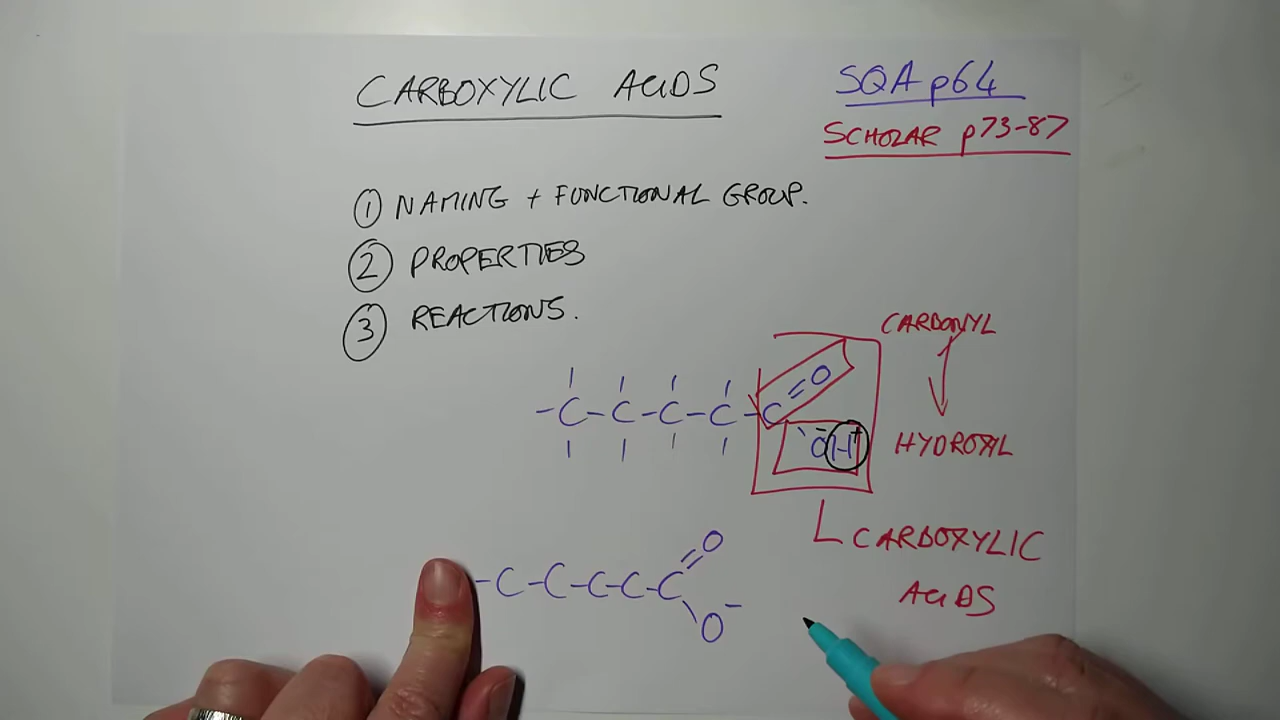 CARBOXYLIC ACIDS
SQA p64
SCHOLAR p73-87
① NAMING + FUNCTIONAL GROUP.
② PROPERTIES
③ REACTIONS.
CARBONYL
O
-C-C-C-C-C=O
OH
- +
HYDROXYL
CARBOXYLIC
ACIDS
-C-C-C-C-C=O
O-